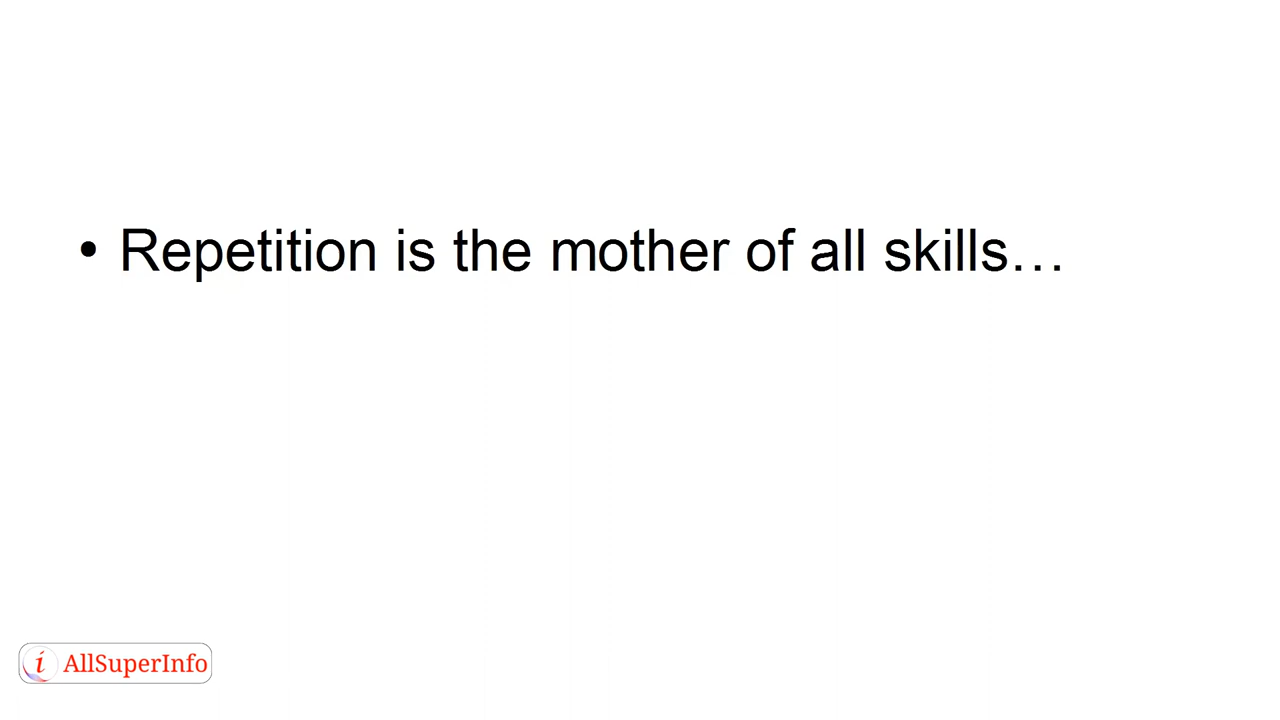 • Repetition is the mother of all skills…
i AllSuperInfo